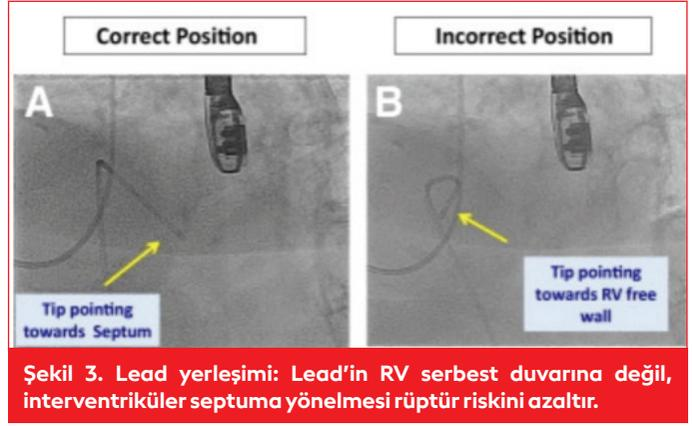 Correct Position
Incorrect Position
A
B
Tip pointing
towards Septum
Tip pointing
towards RV free
wall
Şekil 3. Lead yerleşimi: Lead’in RV serbest duvarına değil,
interventriküler septuma yönelmesi rüptür riskini azaltır.